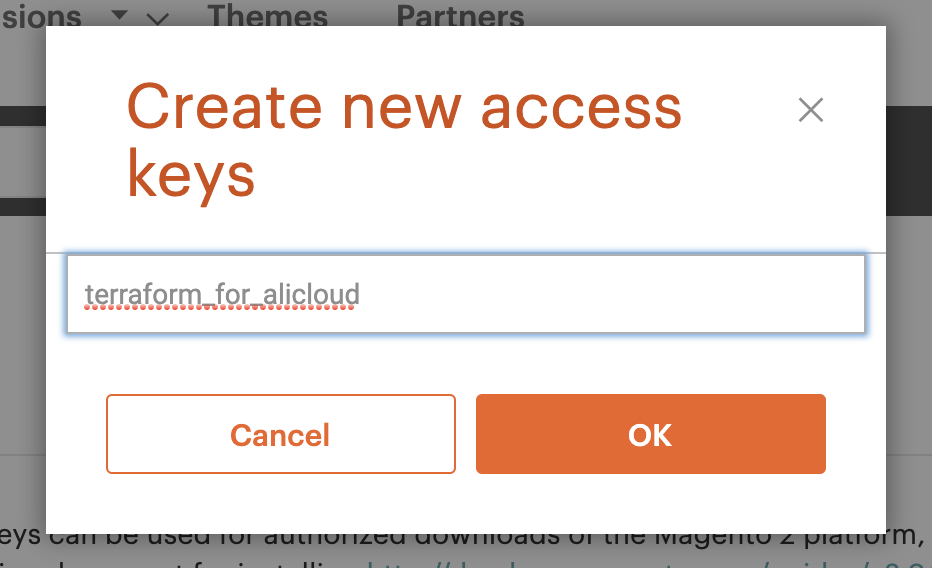 sions Themes Partners
Create new access
keys
terraform_for_alicloud
Cancel OK
eys can be used for authorized downloads of the Magento 2 platform,